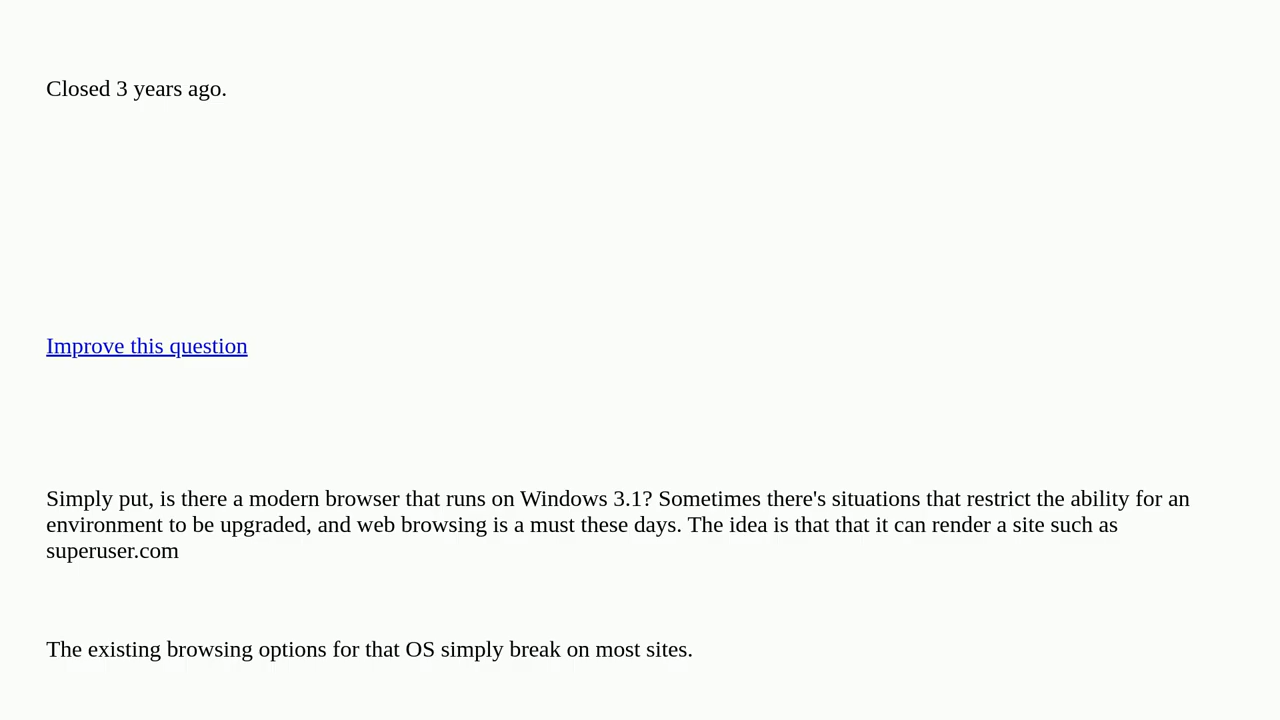 Closed 3 years ago.
Improve this question
Simply put, is there a modern browser that runs on Windows 3.1? Sometimes there's situations that restrict the ability for an
environment to be upgraded, and web browsing is a must these days. The idea is that that it can render a site such as
superuser.com
The existing browsing options for that OS simply break on most sites.